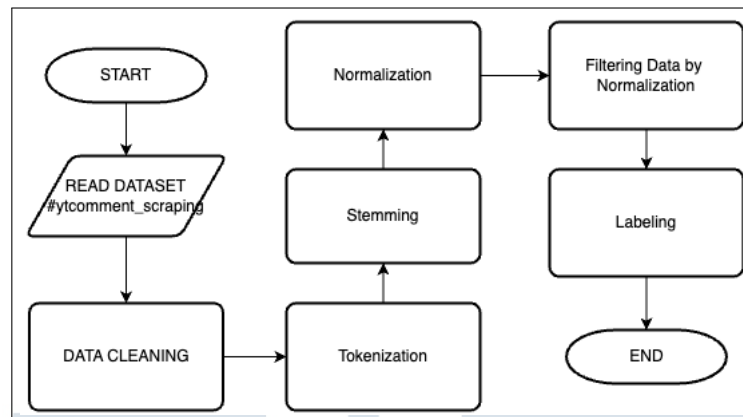 START
READ DATASET
#ytcomment_scraping
DATA CLEANING
Tokenization
Stemming
Normalization
Filtering Data by
Normalization
Labeling
END